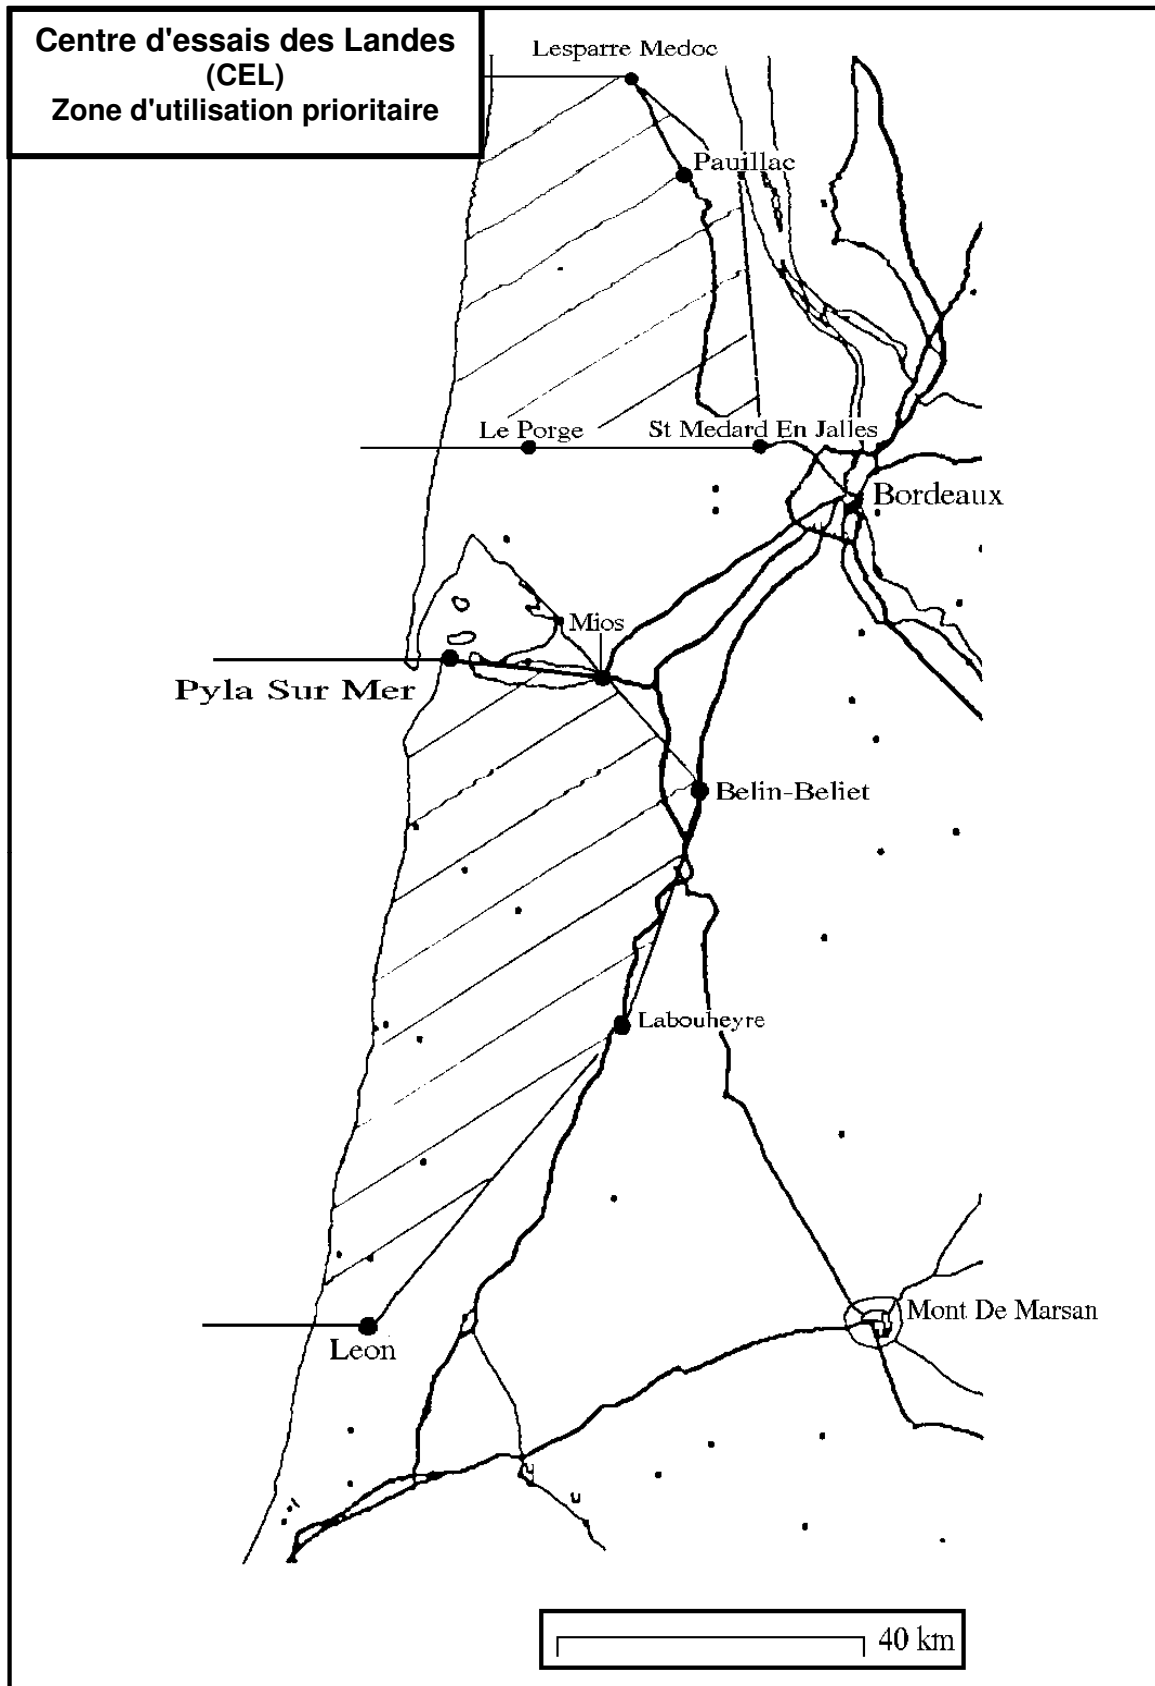 Centre d'essais des Landes
(CEL)
Zone d'utilisation prioritaire
Lesparre Medoc
Pauillac
Le Porge
St Medard En Jalles
Bordeaux
Mios
Pyla Sur Mer
Belin-Beliet
Labouheyre
Mont De Marsan
Leon
40 km